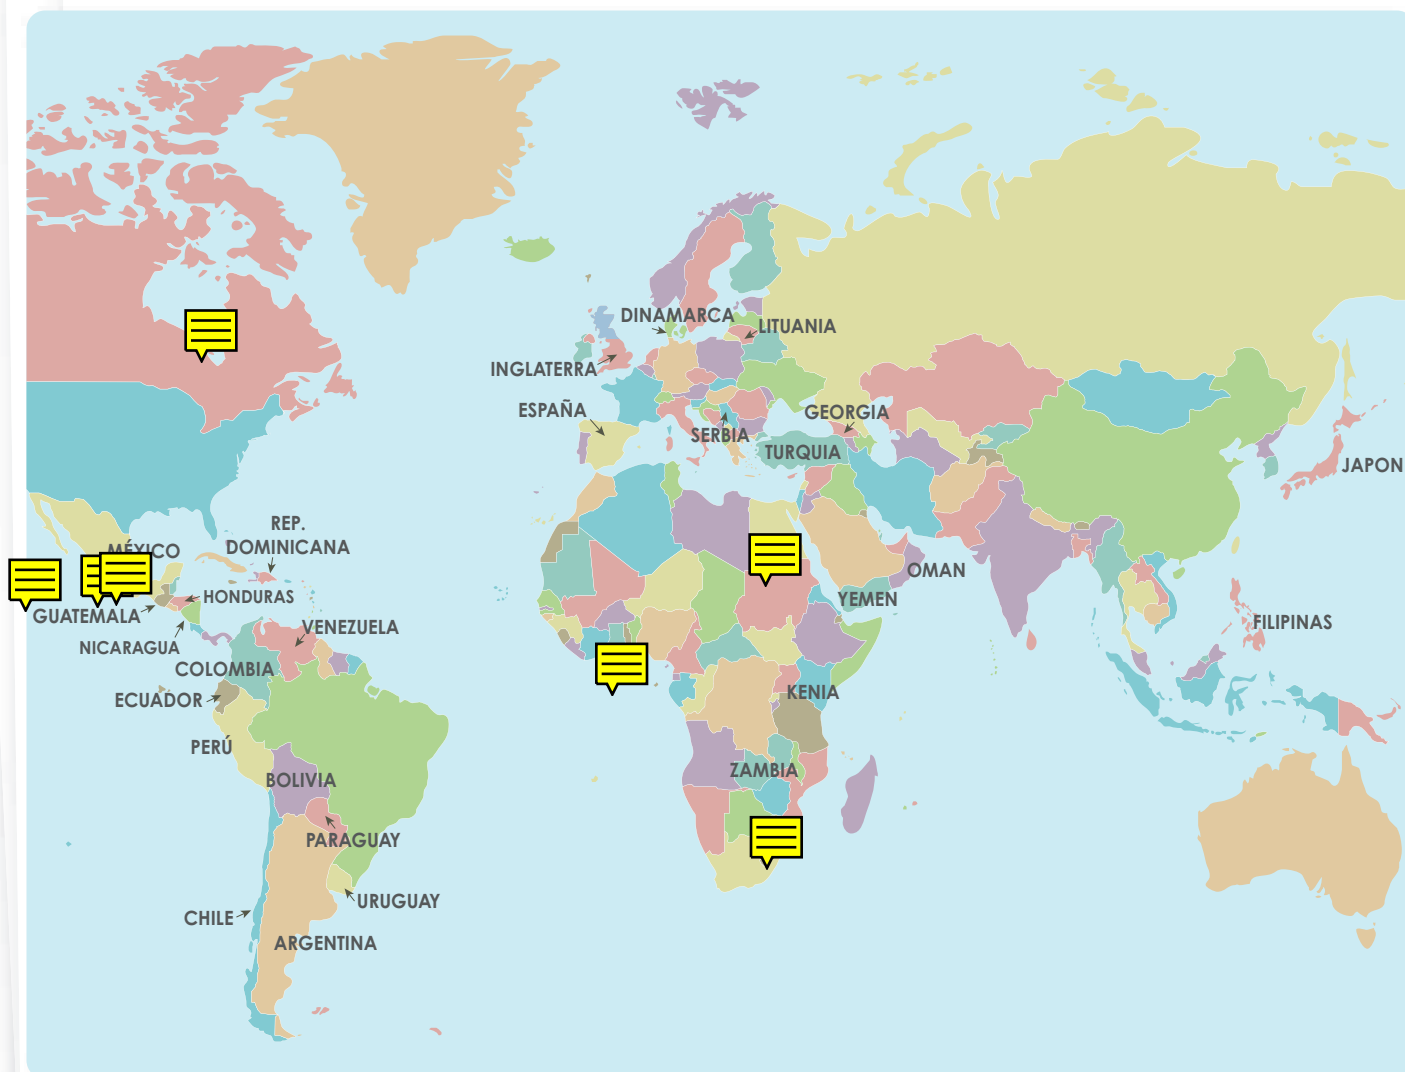 DINAMARCA
LITUANIA
INGLATERRA
ESPAÑA
GEORGIA
SERBIA
TURQUIA
JAPON
REP.
DOMINICANA
MÉXICO
OMAN
HONDURAS
YEMEN
GUATEMALA
FILIPINAS
VENEZUELA
NICARAGUA
COLOMBIA
KENIA
ECUADOR
PERÚ
ZAMBIA
BOLIVIA
PARAGUAY
URUGUAY
CHILE
ARGENTINA